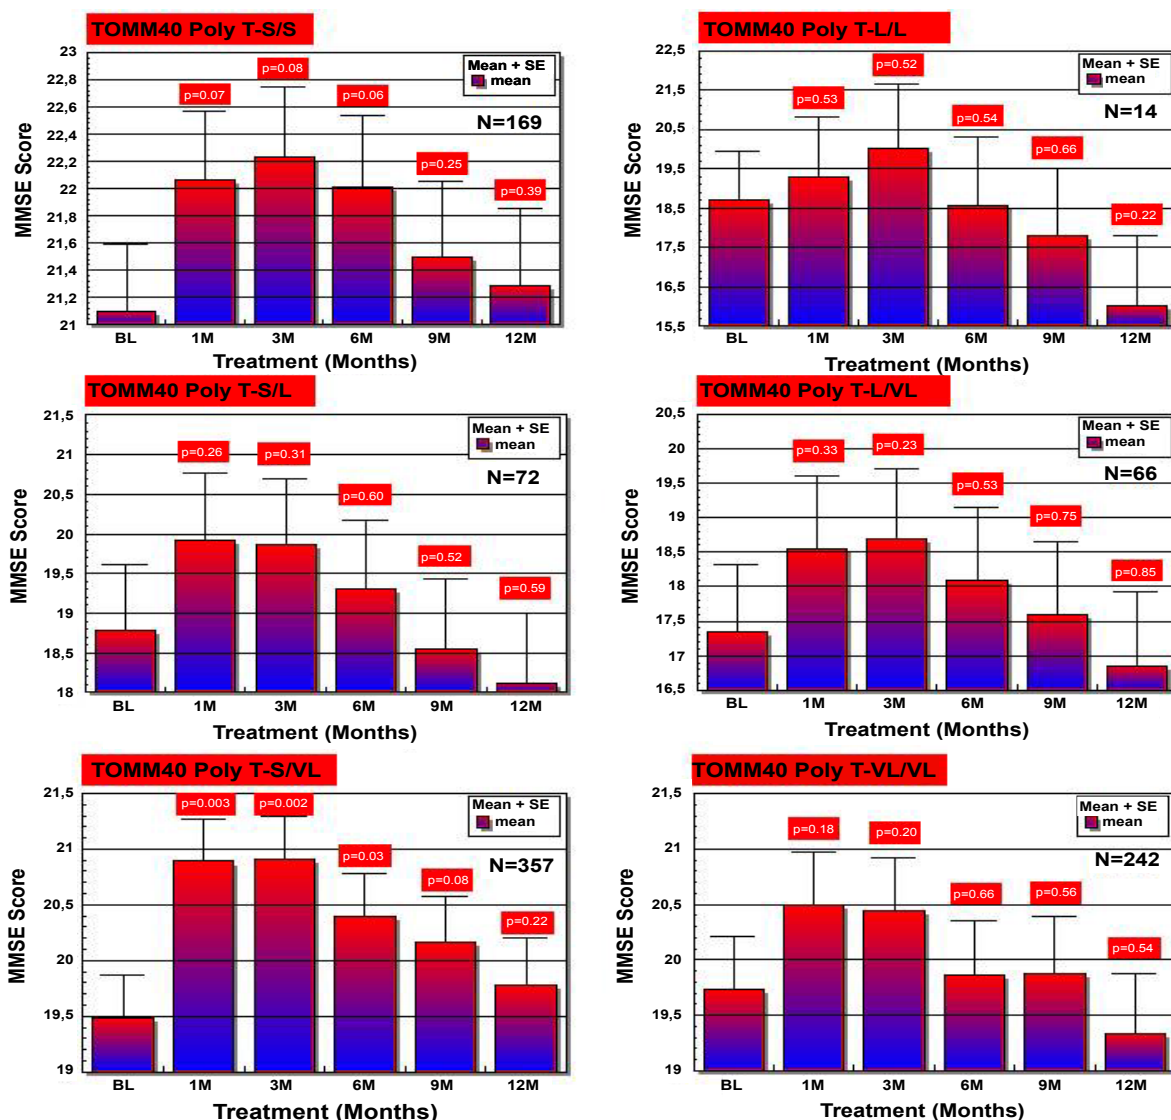 TOMM40 Poly T-S/S
MMSE Score
23
22,8
22,6
22,4
22,2
22
21,8
21,6
21,4
21,2
21
p=0.07
p=0.08
p=0.06
p=0.25
p=0.39
Mean + SE
mean
N=169
BL 1M 3M 6M 9M 12M
Treatment (Months)
TOMM40 Poly T-L/L
MMSE Score
22,5
21,5
20,5
19,5
18,5
17,5
16,5
15,5
p=0.53
p=0.52
p=0.54
p=0.66
p=0.22
Mean + SE
mean
N=14
BL 1M 3M 6M 9M 12M
Treatment (Months)
TOMM40 Poly T-S/L
MMSE Score
21,5
21
20,5
20
19,5
19
18,5
18
p=0.26
p=0.31
p=0.60
p=0.52
p=0.59
Mean + SE
mean
N=72
BL 1M 3M 6M 9M 12M
Treatment (Months)
TOMM40 Poly T-L/VL
MMSE Score
20,5
20
19,5
19
18,5
18
17,5
17
16,5
p=0.33
p=0.23
p=0.53
p=0.75
p=0.85
Mean + SE
mean
N=66
BL 1M 3M 6M 9M 12M
Treatment (Months)
TOMM40 Poly T-S/VL
MMSE Score
21,5
21
20,5
20
19,5
19
p=0.003
p=0.002
p=0.03
p=0.08
p=0.22
Mean + SE
mean
N=357
BL 1M 3M 6M 9M 12M
Treatment (Months)
TOMM40 Poly T-VL/VL
MMSE Score
21,5
21
20,5
20
19,5
19
p=0.18
p=0.20
p=0.66
p=0.56
p=0.54
Mean + SE
mean
N=242
BL 1M 3M 6M 9M 12M
Treatment (Months)